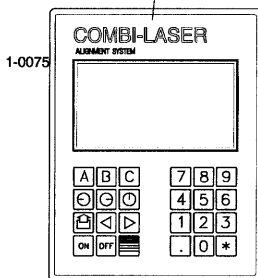 COMBI-LASER
ALIGNMENT SYSTEM
1-0075
A B C 7 8 9
4 5 6
1 2 3
ON OFF . 0 *